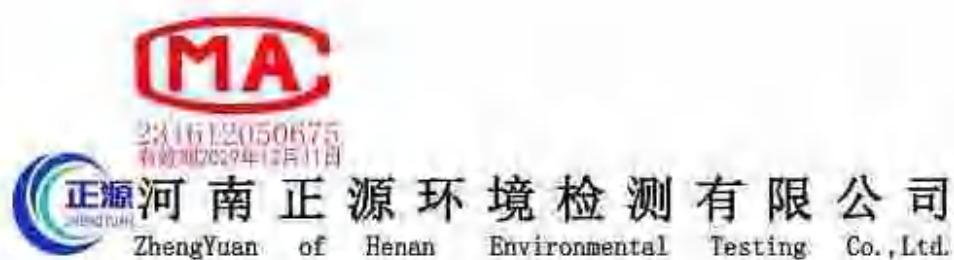 MA
231612050675
有效期2029年12月11日
正源
ZHENGYUAN
河南正源环境检测有限公司
ZhengYuan of Henan Environmental Testing Co.,Ltd.